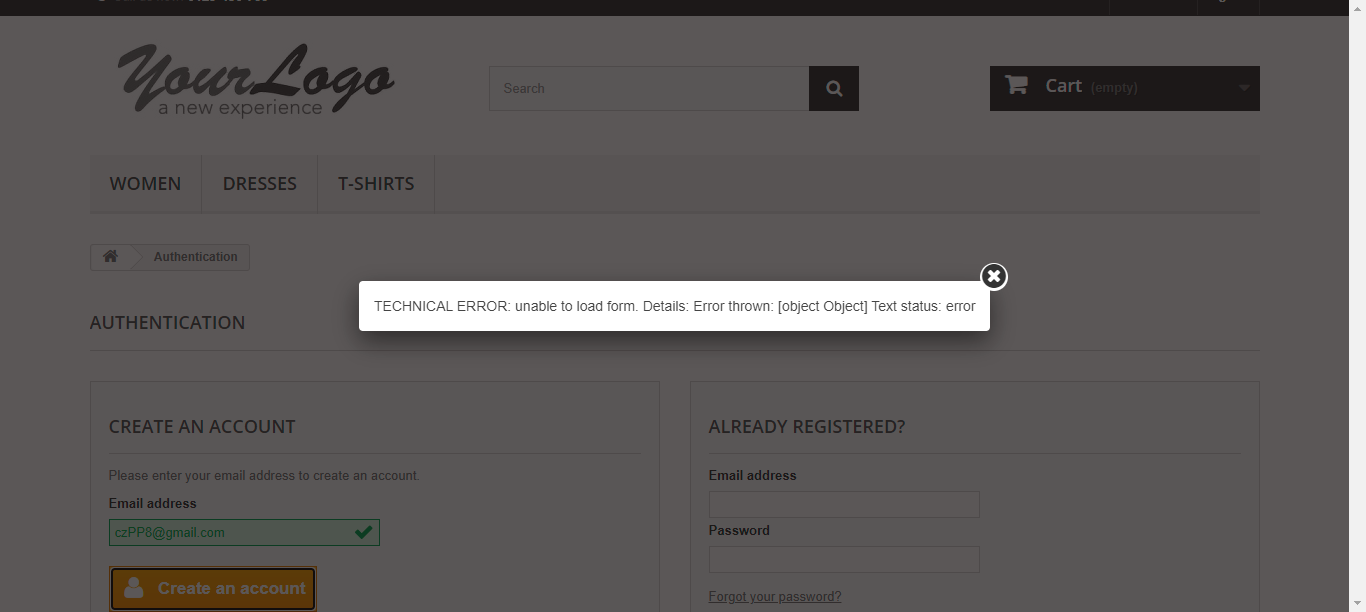 YourLogo
a new experience
Search
Cart (empty)
WOMEN
DRESSES
T-SHIRTS
Authentication
TECHNICAL ERROR: unable to load form. Details: Error thrown: [object Object] Text status: error
AUTHENTICATION
CREATE AN ACCOUNT
Please enter your email address to create an account.
Email address
czPP8@gmail.com
Create an account
ALREADY REGISTERED?
Email address
Password
Forgot your password?